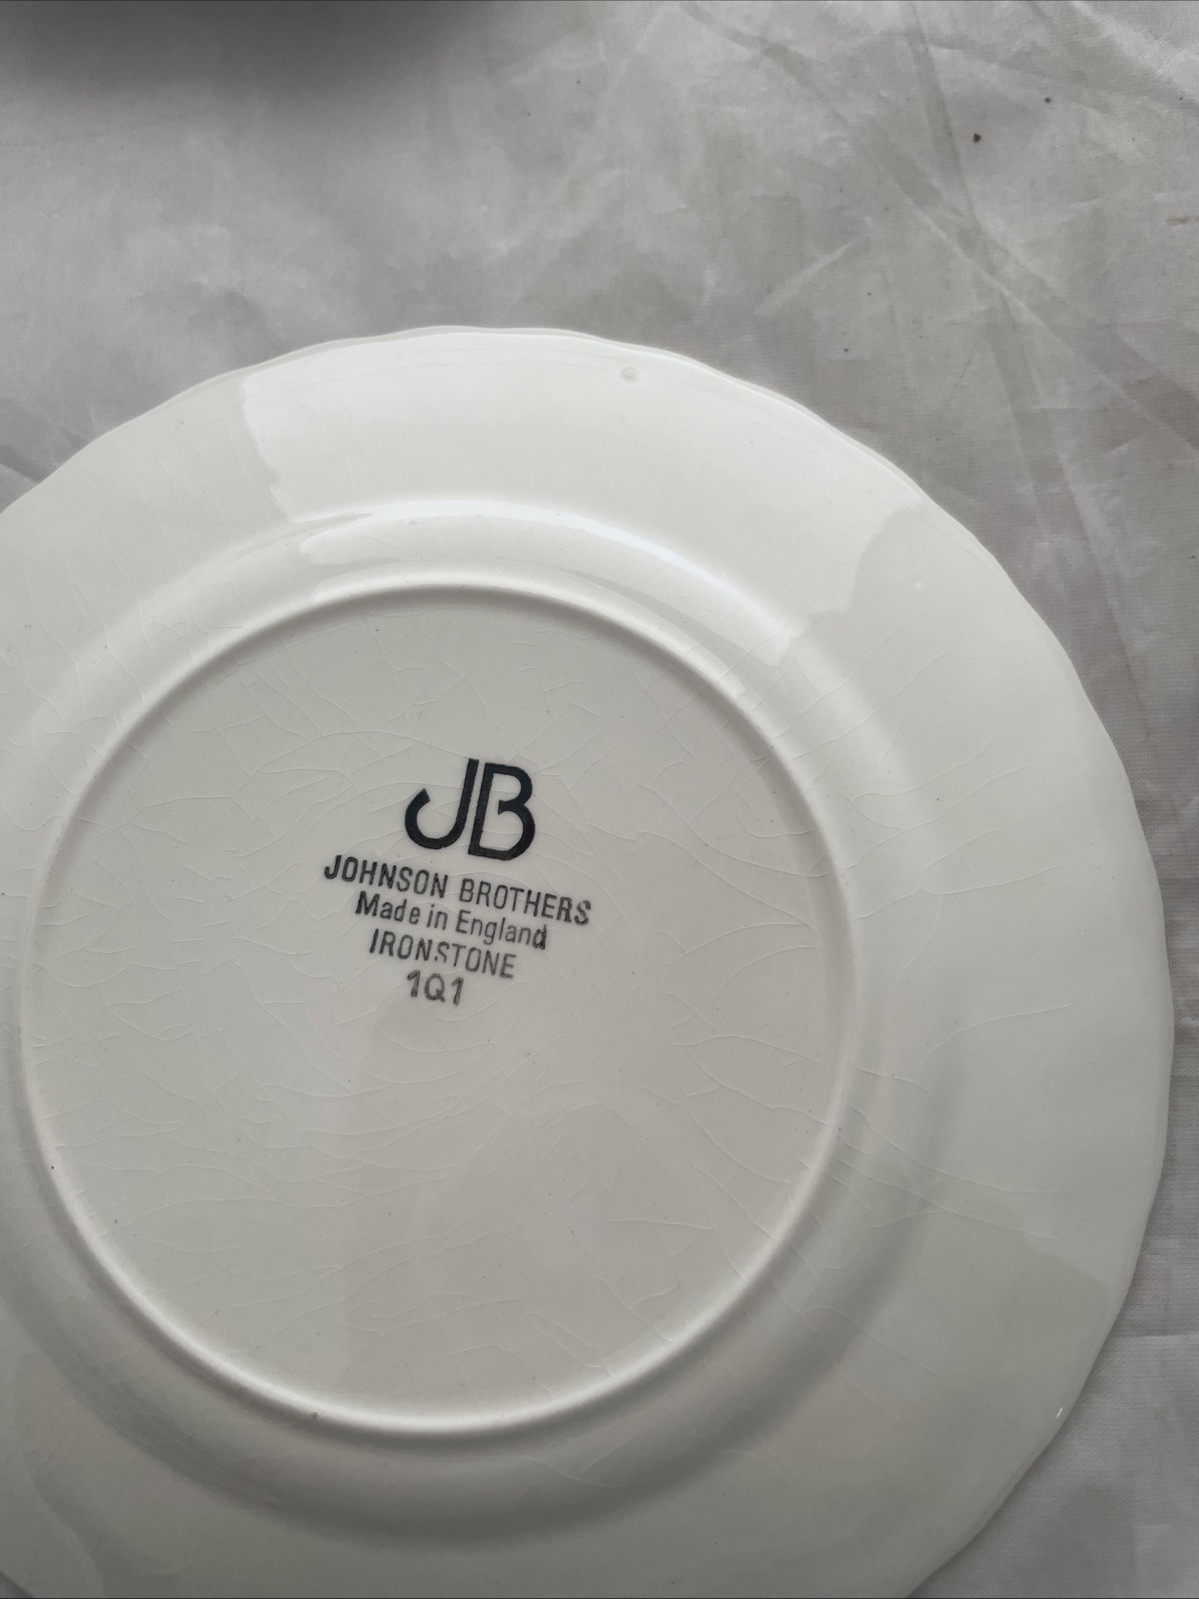 JB
JOHNSON BROTHERS
Made in England
IRONSTONE
1Q1